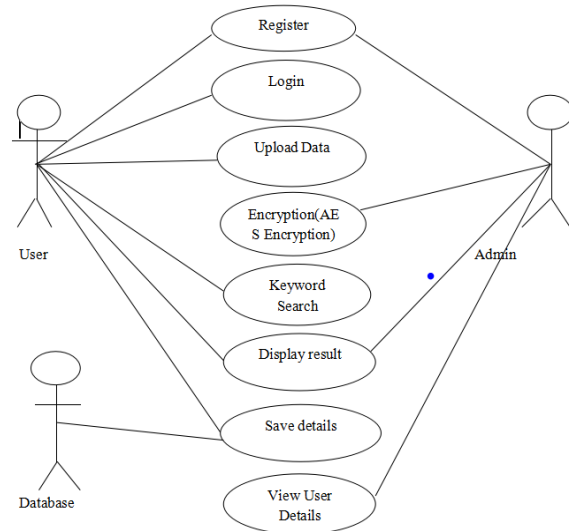 Register
Login
Upload Data
Encryption(AE
S Encryption)
User
Admin
Keyword
Search
Display result
Save details
Database
View User
Details